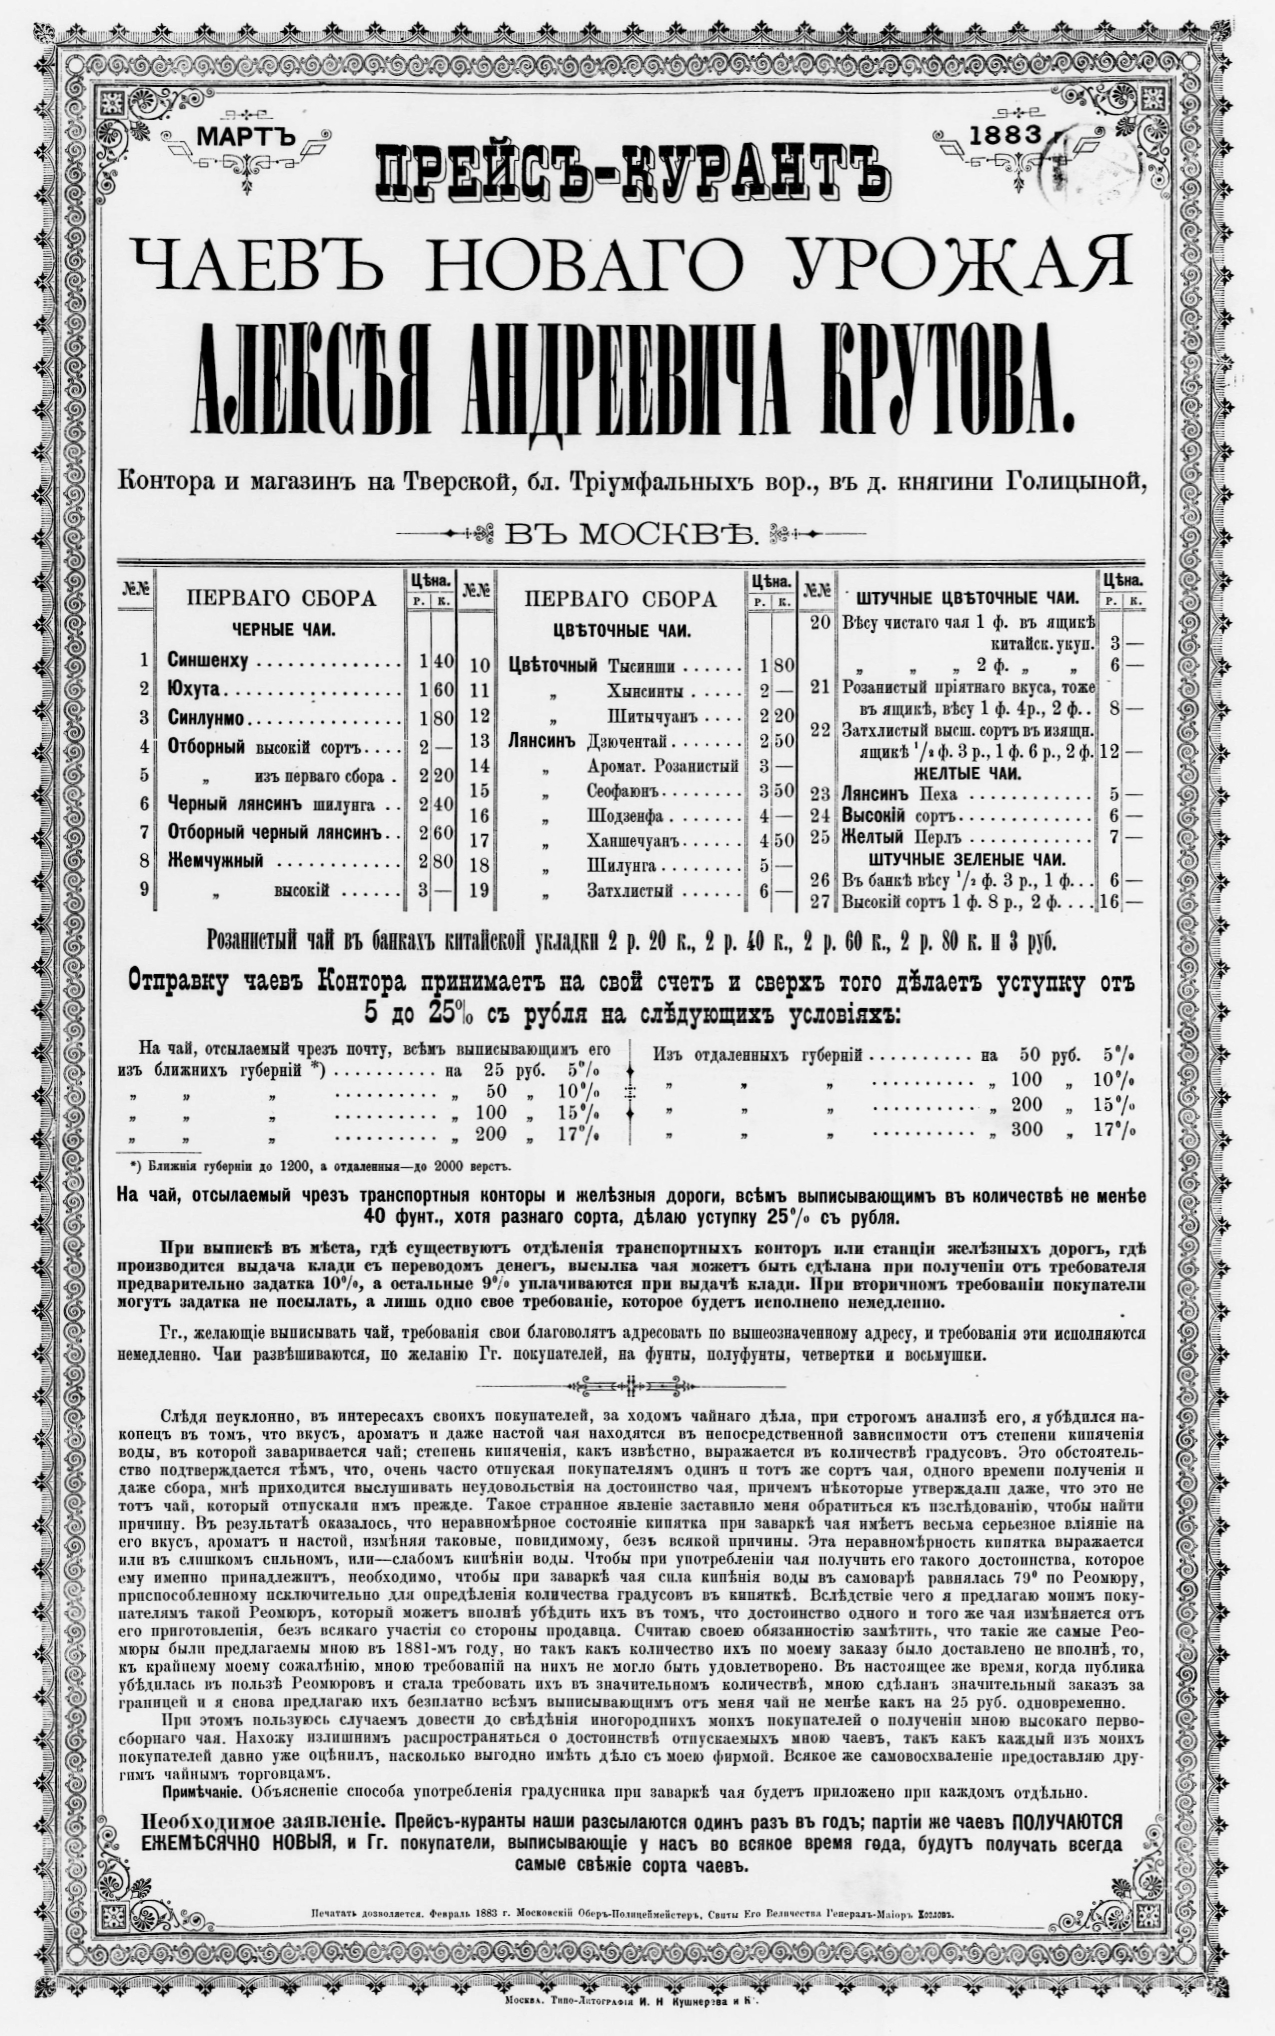 МАРТЪ
1883 г.
ПРЕЙСЪ-КУРАНТЪ
ЧАЕВЪ НОВАГО УРОЖАЯ
АЛЕКСѢЯ АНДРЕЕВИЧА КРУТОВА.
Контора и магазинъ на Тверской, бл. Тріумфальныхъ вор., въ д. княгини Голицыной,
ВЪ МОСКВѢ.
№№ ПЕРВАГО СБОРА Цѣна. Р. К.
ЧЕРНЫЕ ЧАИ.
1 Синшенху . . . . . . . . . . . . . . 1 40
2 Юхута. . . . . . . . . . . . . . . . . 1 60
3 Синлунмо. . . . . . . . . . . . . . . 1 80
4 Отборный высокій сортъ. . . . 2 —
5 „ изъ перваго сбора . 2 20
6 Черный лянсинъ шилунга . . 2 40
7 Отборный черный лянсинъ. . 2 60
8 Жемчужный . . . . . . . . . . . . 2 80
9 „ высокій . . . . . . 3 —
№№ ПЕРВАГО СБОРА Цѣна. Р. К.
ЦВѢТОЧНЫЕ ЧАИ.
10 Цвѣточный Тысинши . . . . . . 1 80
11 „ Хынсинты . . . . . 2 —
12 „ Шитычуанъ . . . . 2 20
13 Лянсинъ Дзючентай. . . . . . . 2 50
14 „ Аромат. Розанистый 3 —
15 „ Сеофаюнъ. . . . . . . . 3 50
16 „ Шодзенфа . . . . . . . 4 —
17 „ Ханшечуанъ. . . . . . 4 50
18 „ Шилунга. . . . . . . . 5 —
19 „ Затхлистый . . . . . . 6 —
№№ ШТУЧНЫЕ ЦВѢТОЧНЫЕ ЧАИ. Цѣна. Р. К.
20 Вѣсу чистаго чая 1 ф. въ ящикѣ
китайск. укуп. 3 —
„ „ „ 2 ф. „ „ 6 —
21 Розанистый пріятнаго вкуса, тоже
въ ящикѣ, вѣсу 1 ф. 4р., 2 ф. . 8 —
22 Затхлистый высш. сортъ въ изящн.
ящикѣ 1/2 ф. 3 р., 1 ф. 6 р., 2 ф. 12 —
ЖЕЛТЫЕ ЧАИ.
23 Лянсинъ Пеха . . . . . . . . . . . . 5 —
24 Высокій сортъ. . . . . . . . . . . . . 6 —
25 Желтый Перлъ . . . . . . . . . . . . 7 —
ШТУЧНЫЕ ЗЕЛЕНЫЕ ЧАИ.
26 Въ банкѣ вѣсу 1/2 ф. 3 р., 1 ф. . . 6 —
27 Высокій сортъ 1 ф. 8 р., 2 ф. . . . 16 —
Розанистый чай въ банкахъ китайской укладки 2 р. 20 к., 2 р. 40 к., 2 р. 60 к., 2 р. 80 к. и 3 руб.
Отправку чаевъ Контора принимаетъ на свой счетъ и сверхъ того дѣлаетъ уступку отъ
5 до 25% съ рубля на слѣдующихъ условіяхъ:
На чай, отсылаемый чрезъ почту, всѣмъ выписывающимъ его
изъ ближнихъ губерній *) . . . . . . . . . . на 25 руб. 5%
„ „ „ . . . . . . . . . . „ 50 „ 10%
„ „ „ . . . . . . . . . . „ 100 „ 15%
„ „ „ . . . . . . . . . . „ 200 „ 17%
Изъ отдаленныхъ губерній . . . . . . . . . . на 50 руб. 5%
„ „ „ . . . . . . . . . . „ 100 „ 10%
„ „ „ . . . . . . . . . . „ 200 „ 15%
„ „ „ . . . . . . . . . . „ 300 „ 17%
*) Ближнія губерніи до 1200, а отдаленныя—до 2000 верстъ.
На чай, отсылаемый чрезъ транспортныя конторы и желѣзныя дороги, всѣмъ выписывающимъ въ количествѣ не менѣе
40 фунт., хотя разнаго сорта, дѣлаю уступку 25% съ рубля.
При выпискѣ въ мѣста, гдѣ существуютъ отдѣленія транспортныхъ конторъ или станціи желѣзныхъ дорогъ, гдѣ
производится выдача клади съ переводомъ денегъ, высылка чая можетъ быть сдѣлана при полученіи отъ требователя
предварительно задатка 10%, а остальные 9% уплачиваются при выдачѣ клади. При вторичномъ требованіи покупатели
могутъ задатка не посылать, а лишь одно свое требованіе, которое будетъ исполнено немедленно.
Гг., желающіе выписывать чай, требованія свои благоволятъ адресовать по вышеозначенному адресу, и требованія эти исполняются
немедленно. Чаи развѣшиваются, по желанію Гг. покупателей, на фунты, полуфунты, четвертки и восьмушки.
Слѣдя неуклонно, въ интересахъ своихъ покупателей, за ходомъ чайнаго дѣла, при строгомъ анализѣ его, я убѣдился на-
конецъ въ томъ, что вкусъ, ароматъ и даже настой чая находятся въ непосредственной зависимости отъ степени кипяченія
воды, въ которой заваривается чай; степень кипяченія, какъ извѣстно, выражается въ количествѣ градусовъ. Это обстоятель-
ство подтверждается тѣмъ, что, очень часто отпуская покупателямъ одинъ и тотъ же сортъ чая, одного времени полученія и
даже сбора, мнѣ приходится выслушивать неудовольствія на достоинство чая, причемъ нѣкоторые утверждали даже, что это не
тотъ чай, который отпускали имъ прежде. Такое странное явленіе заставило меня обратиться къ изслѣдованію, чтобы найти
причину. Въ результатѣ оказалось, что неравномѣрное состояніе кипятка при заваркѣ чая имѣетъ весьма серьезное вліяніе на
его вкусъ, ароматъ и настой, измѣняя таковые, повидимому, безъ всякой причины. Эта неравномѣрность кипятка выражается
или въ слишкомъ сильномъ, или—слабомъ кипѣніи воды. Чтобы при употребленіи чая получить его такого достоинства, которое
ему именно принадлежитъ, необходимо, чтобы при заваркѣ чая сила кипѣнія воды въ самоварѣ равнялась 79° по Реомюру,
приспособленному исключительно для опредѣленія количества градусовъ въ кипяткѣ. Вслѣдствіе чего я предлагаю моимъ поку-
пателямъ такой Реомюръ, который можетъ вполнѣ убѣдить ихъ въ томъ, что достоинство одного и того же чая измѣняется отъ
его приготовленія, безъ всякаго участія со стороны продавца. Считаю своею обязанностію замѣтить, что такіе же самые Рео-
мюры были предлагаемы мною въ 1881-мъ году, но такъ какъ количество ихъ по моему заказу было доставлено не вполнѣ, то,
къ крайнему моему сожалѣнію, мною требованій на нихъ не могло быть удовлетворено. Въ настоящее же время, когда публика
убѣдилась въ пользѣ Реомюровъ и стала требовать ихъ въ значительномъ количествѣ, мною сдѣланъ значительный заказъ за
границей и я снова предлагаю ихъ безплатно всѣмъ выписывающимъ отъ меня чай не менѣе какъ на 25 руб. одновременно.
При этомъ пользуюсь случаемъ довести до свѣдѣнія иногороднихъ моихъ покупателей о полученіи мною высокаго перво-
сборнаго чая. Нахожу излишнимъ распространяться о достоинствѣ отпускаемыхъ мною чаевъ, такъ какъ каждый изъ моихъ
покупателей давно уже оцѣнилъ, насколько выгодно имѣть дѣло съ моею фирмой. Всякое же самовосхваленіе предоставляю дру-
гимъ чайнымъ торговцамъ.
Примѣчаніе. Объясненіе способа употребленія градусника при заваркѣ чая будетъ приложено при каждомъ отдѣльно.
Необходимое заявленіе. Прейсъ-куранты наши разсылаются одинъ разъ въ годъ; партіи же чаевъ ПОЛУЧАЮТСЯ
ЕЖЕМѢСЯЧНО НОВЫЯ, и Гг. покупатели, выписывающіе у насъ во всякое время года, будутъ получать всегда
самые свѣжіе сорта чаевъ.
Печатать дозволяется. Февраль 1883 г. Московскій Оберъ-Полицеймейстеръ, Свиты Его Величества Генералъ-Маіоръ Козловъ.
Москва. Типо-Литографія И. Н Кушнерева и К°.